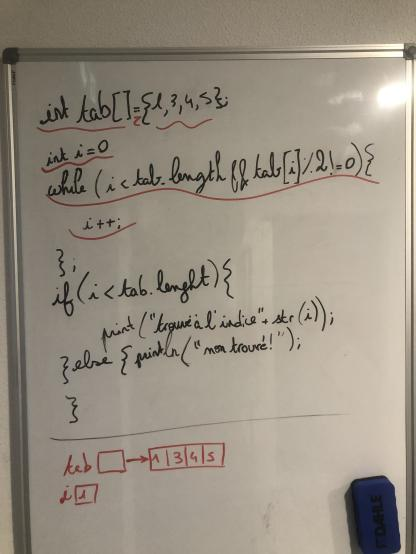 int tab[]={1,3,4,5};
int i=0
while (i<tab.length && tab[i]%2!=0){
i++;
};
if(i<tab.lenght){
print("trouvé à l'indice"+ str(i));
}else {println("non trouvé!");
}
tab → 1|3|4|5
i 1
DAHLE